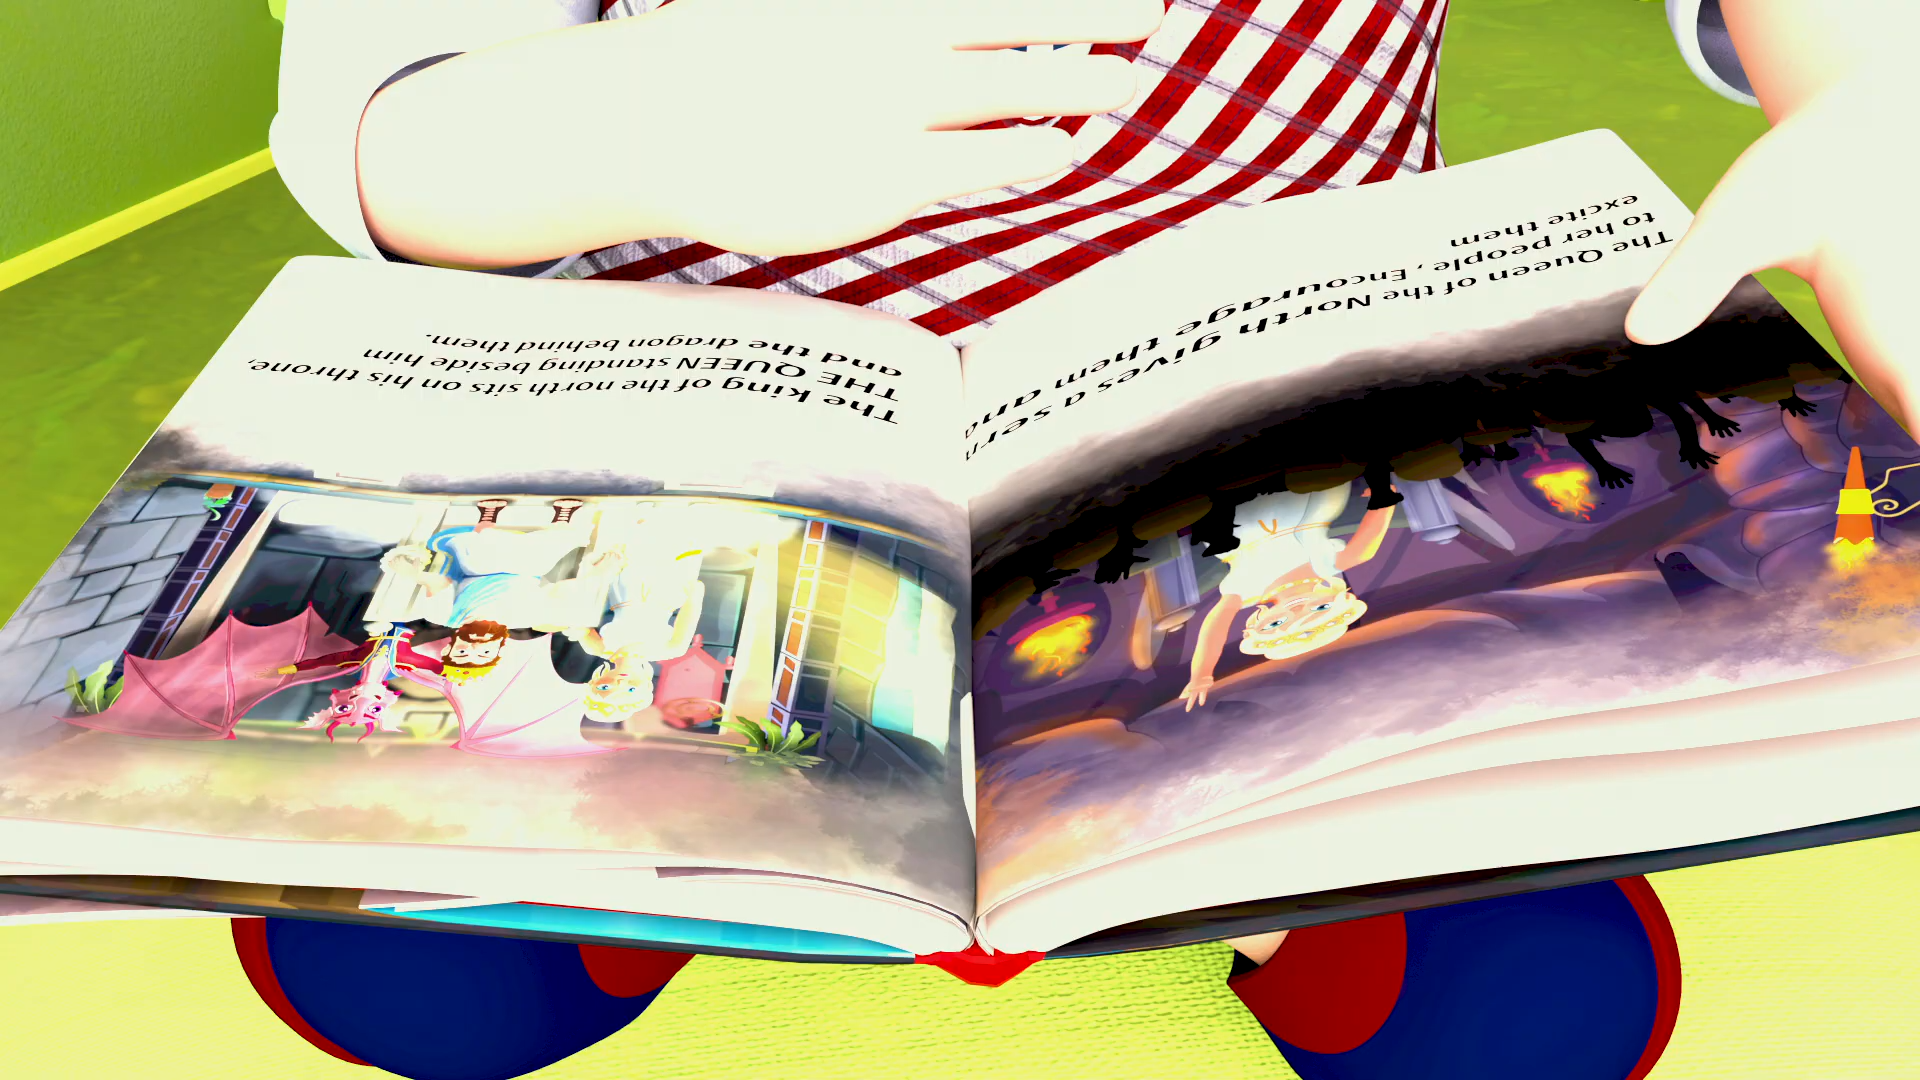 The Queen of the North gives a
to her people, Encourage them and
excite them
The king of the north sits on his throne,
THE QUEEN standing beside him
and the dragon behind them.